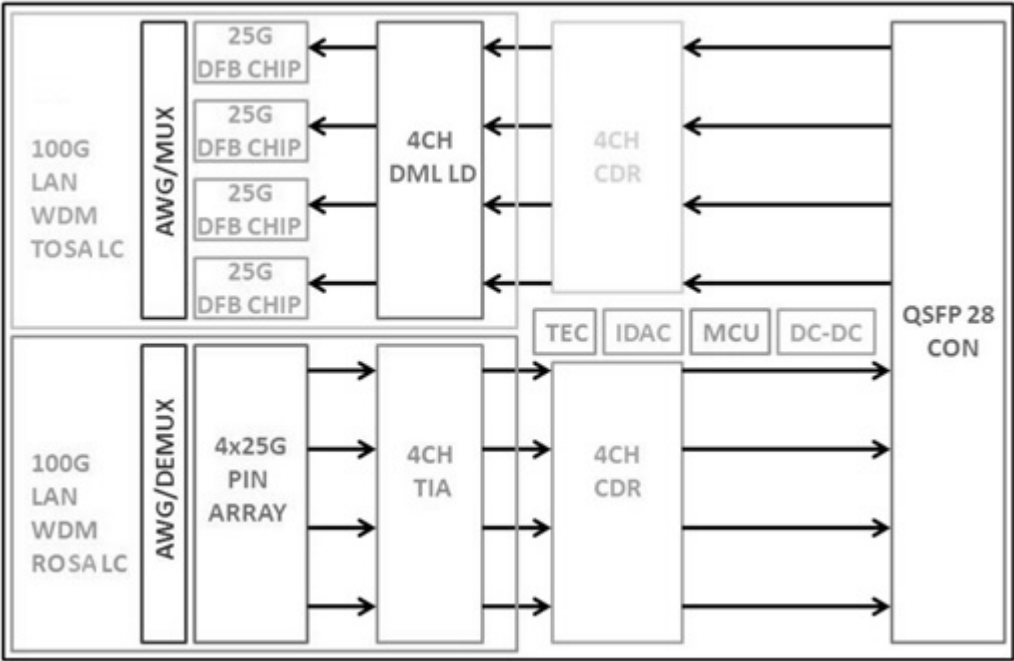 100G
LAN
WDM
TOSA LC
AWG/MUX
25G
DFB CHIP
25G
DFB CHIP
25G
DFB CHIP
25G
DFB CHIP
4CH
DML LD
4CH
CDR
TEC
IDAC
MCU
DC-DC
QSFP 28
CON
100G
LAN
WDM
ROSA LC
AWG/DEMUX
4x25G
PIN
ARRAY
4CH
TIA
4CH
CDR